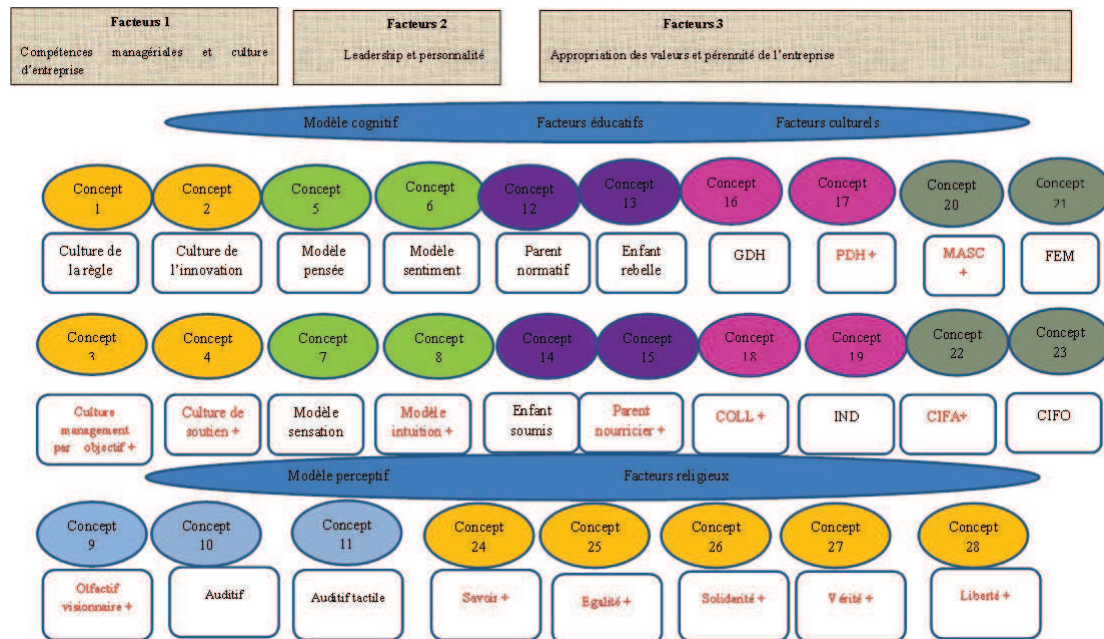 Facteurs 1
Compétences managériales et culture
d'entreprise
Facteurs 2
Leadership et personnalité
Facteurs 3
Appropriation des valeurs et pérennité de l'entreprise
Modèle cognitif
Facteurs éducatifs
Facteurs culturels
Concept
1
Concept
2
Concept
5
Concept
6
Concept
12
Concept
13
Concept
16
Concept
17
Concept
20
Concept
21
Culture de
la règle
Culture de
l'innovation
Modèle
pensée
Modèle
sentiment
Parent
normatif
Enfant
rebelle
GDH
PDH +
MASC
+
FEM
Concept
3
Concept
4
Concept
7
Concept
8
Concept
14
Concept
15
Concept
18
Concept
19
Concept
22
Concept
23
Culture
management
par objectif +
Culture de
soutien +
Modèle
sensation
Modèle
intuition +
Enfant
soumis
Parent
nourricier +
COLL +
IND
CIFA+
CIFO
Modèle perceptif
Facteurs religieux
Concept
9
Concept
10
Concept
11
Concept
24
Concept
25
Concept
26
Concept
27
Concept
28
Olfactif
visionnaire +
Auditif
Auditif tactile
Savoir +
Egalité +
Solidarité +
Vérité +
Liberté +